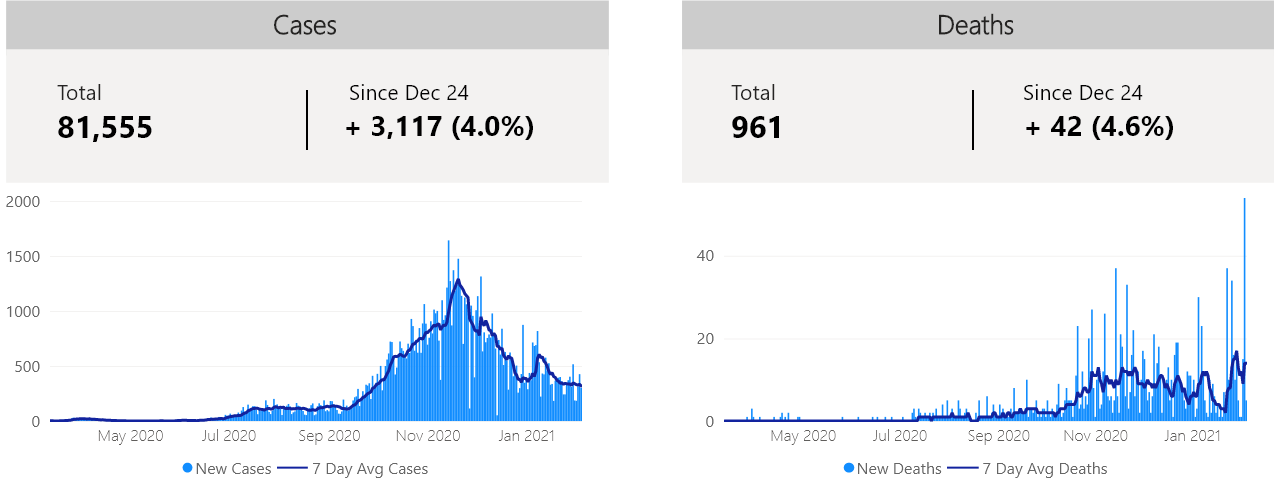 Cases
Total
Since Dec 24
81,555
+ 3,117 (4.0%)
2000
1500
1000
500
0
May 2020 Jul 2020 Sep 2020 Nov 2020 Jan 2021
New Cases 7 Day Avg Cases
Deaths
Total
Since Dec 24
961
+ 42 (4.6%)
40
20
0
May 2020 Jul 2020 Sep 2020 Nov 2020 Jan 2021
New Deaths 7 Day Avg Deaths